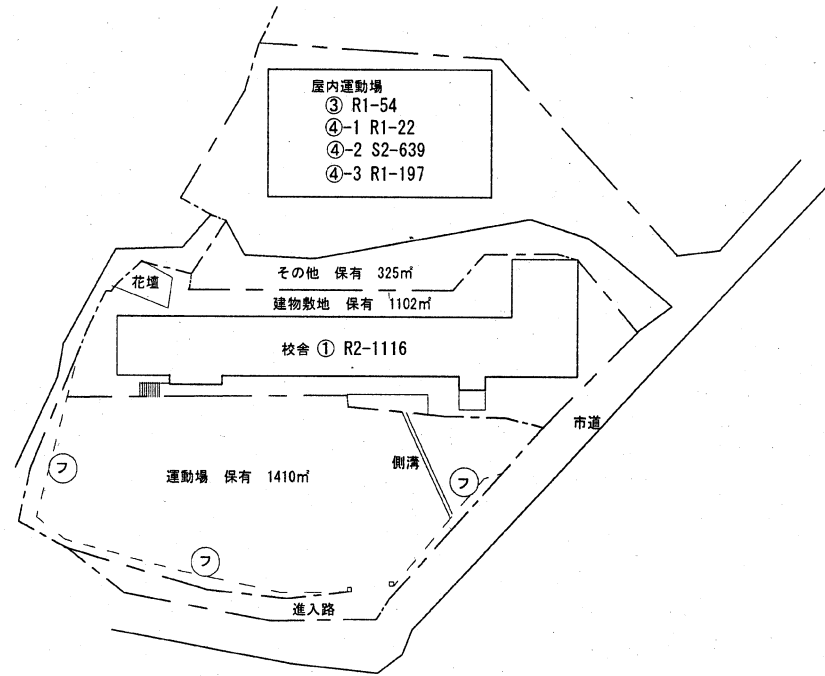 屋内運動場
③ R1-54
④-1 R1-22
④-2 S2-639
④-3 R1-197
その他 保有 325㎡
花壇
建物敷地 保有 1102㎡
校舎 ① R2-1116
市道
側溝
運動場 保有 1410㎡
フ
フ
フ
進入路